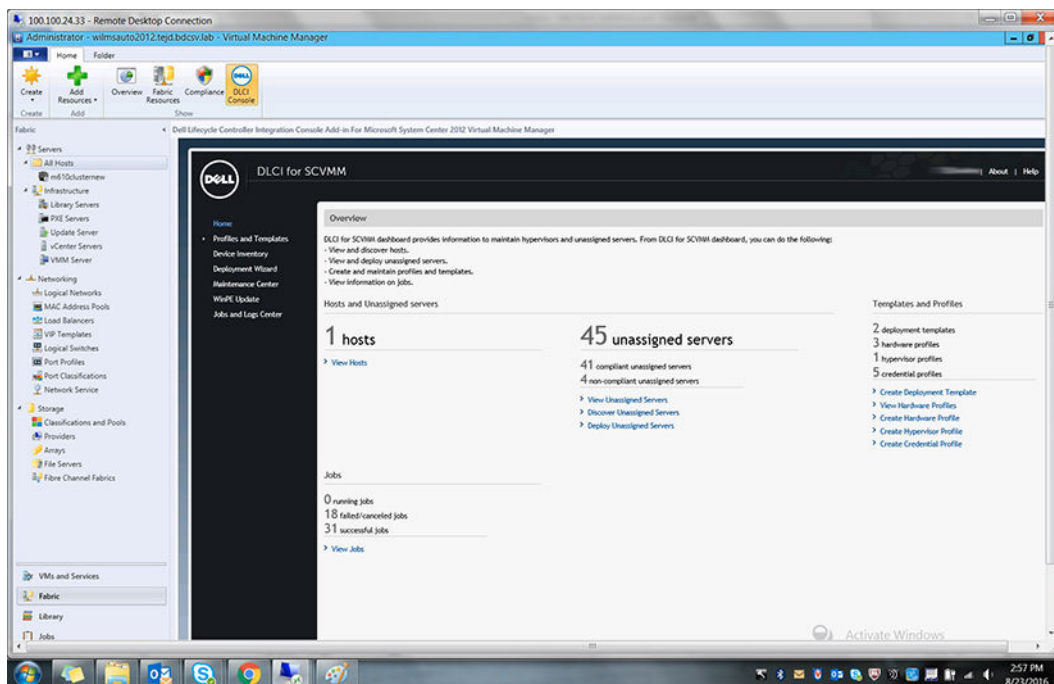 100.100.24.33 - Remote Desktop Connection
Administrator - wilmsauto2012.tejd.bdcsv.lab - Virtual Machine Manager
Home Folder
Create
Add Resources
Overview
Fabric Resources
Compliance
DLCI Console
Create Add Show
Fabric
Dell Lifecycle Controller Integration Console Add-in For Microsoft System Center 2012 Virtual Machine Manager
Servers
All Hosts
m610clusternew
Infrastructure
Library Servers
PXE Servers
Update Server
vCenter Servers
VMM Server
Networking
Logical Networks
MAC Address Pools
Load Balancers
VIP Templates
Logical Switches
Port Profiles
Port Classifications
Network Service
Storage
Classifications and Pools
Providers
Arrays
File Servers
Fibre Channel Fabrics
VMs and Services
Fabric
Library
Jobs
DELL
DLCI for SCVMM
| About | Help
Home
Profiles and Templates
Device Inventory
Deployment Wizard
Maintenance Center
WinPE Update
Jobs and Logs Center
Overview
DLCI for SCVMM dashboard provides information to maintain hypervisors and unassigned servers. From DLCI for SCVMM dashboard, you can do the following:
- View and discover hosts.
- View and deploy unassigned servers.
- Create and maintain profiles and templates.
- View information on jobs.
Hosts and Unassigned servers
1 hosts
View Hosts
45 unassigned servers
41 compliant unassigned servers
4 non-compliant unassigned servers
View Unassigned Servers
Discover Unassigned Servers
Deploy Unassigned Servers
Templates and Profiles
2 deployment templates
3 hardware profiles
1 hypervisor profiles
5 credential profiles
Create Deployment Template
View Hardware Profiles
Create Hardware Profile
Create Hypervisor Profile
Create Credential Profile
Jobs
0 running jobs
18 failed/canceled jobs
31 successful jobs
View Jobs
Activate Windows
2:57 PM
8/23/2016